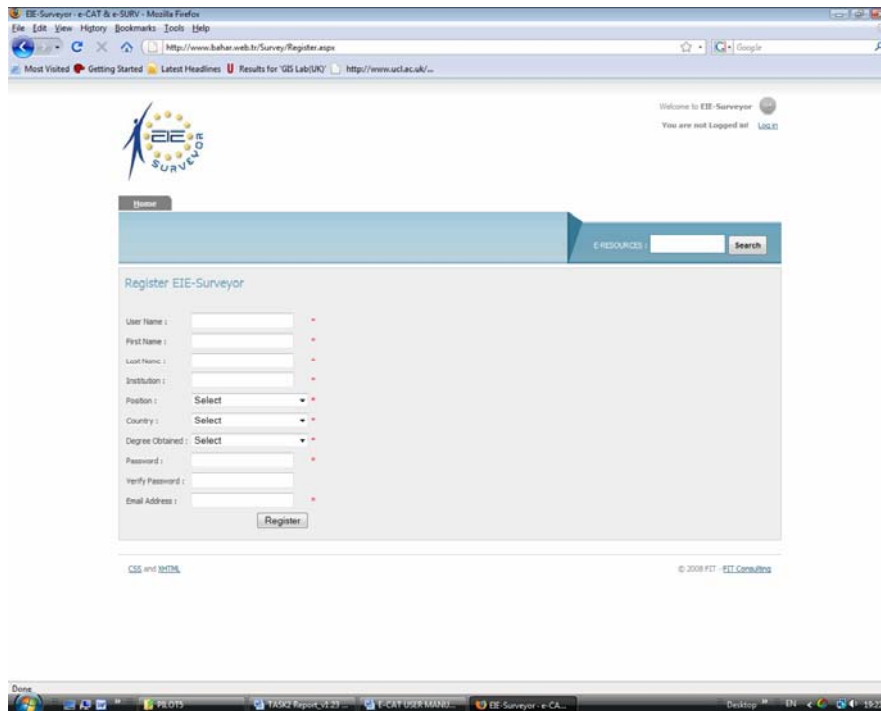 EIE-Surveyor - e-CAT & e-SURV - Mozilla Firefox
File Edit View History Bookmarks Tools Help
http://www.bahar.web.tr/Survey/Register.aspx
Google
Most Visited Getting Started Latest Headlines Results for 'GIS Lab(UK)' http://www.ucl.ac.uk/...
Welcome to EIE-Surveyor
You are not Logged in! Log in
EIE
SURVEYOR
Home
E-RESOURCES : Search
Register EIE-Surveyor
User Name : *
First Name : *
Last Name : *
Institution : *
Position : Select *
Country : Select *
Degree Obtained : Select *
Password : *
Verify Password :
Email Address : *
Register
CSS and XHTML
© 2008 FIT - FIT Consulting
Done
PILOTS TASK2 Report_v1.23 ... E-CAT USER MANU... EIE-Surveyor - e-CA... Desktop EN 19:22